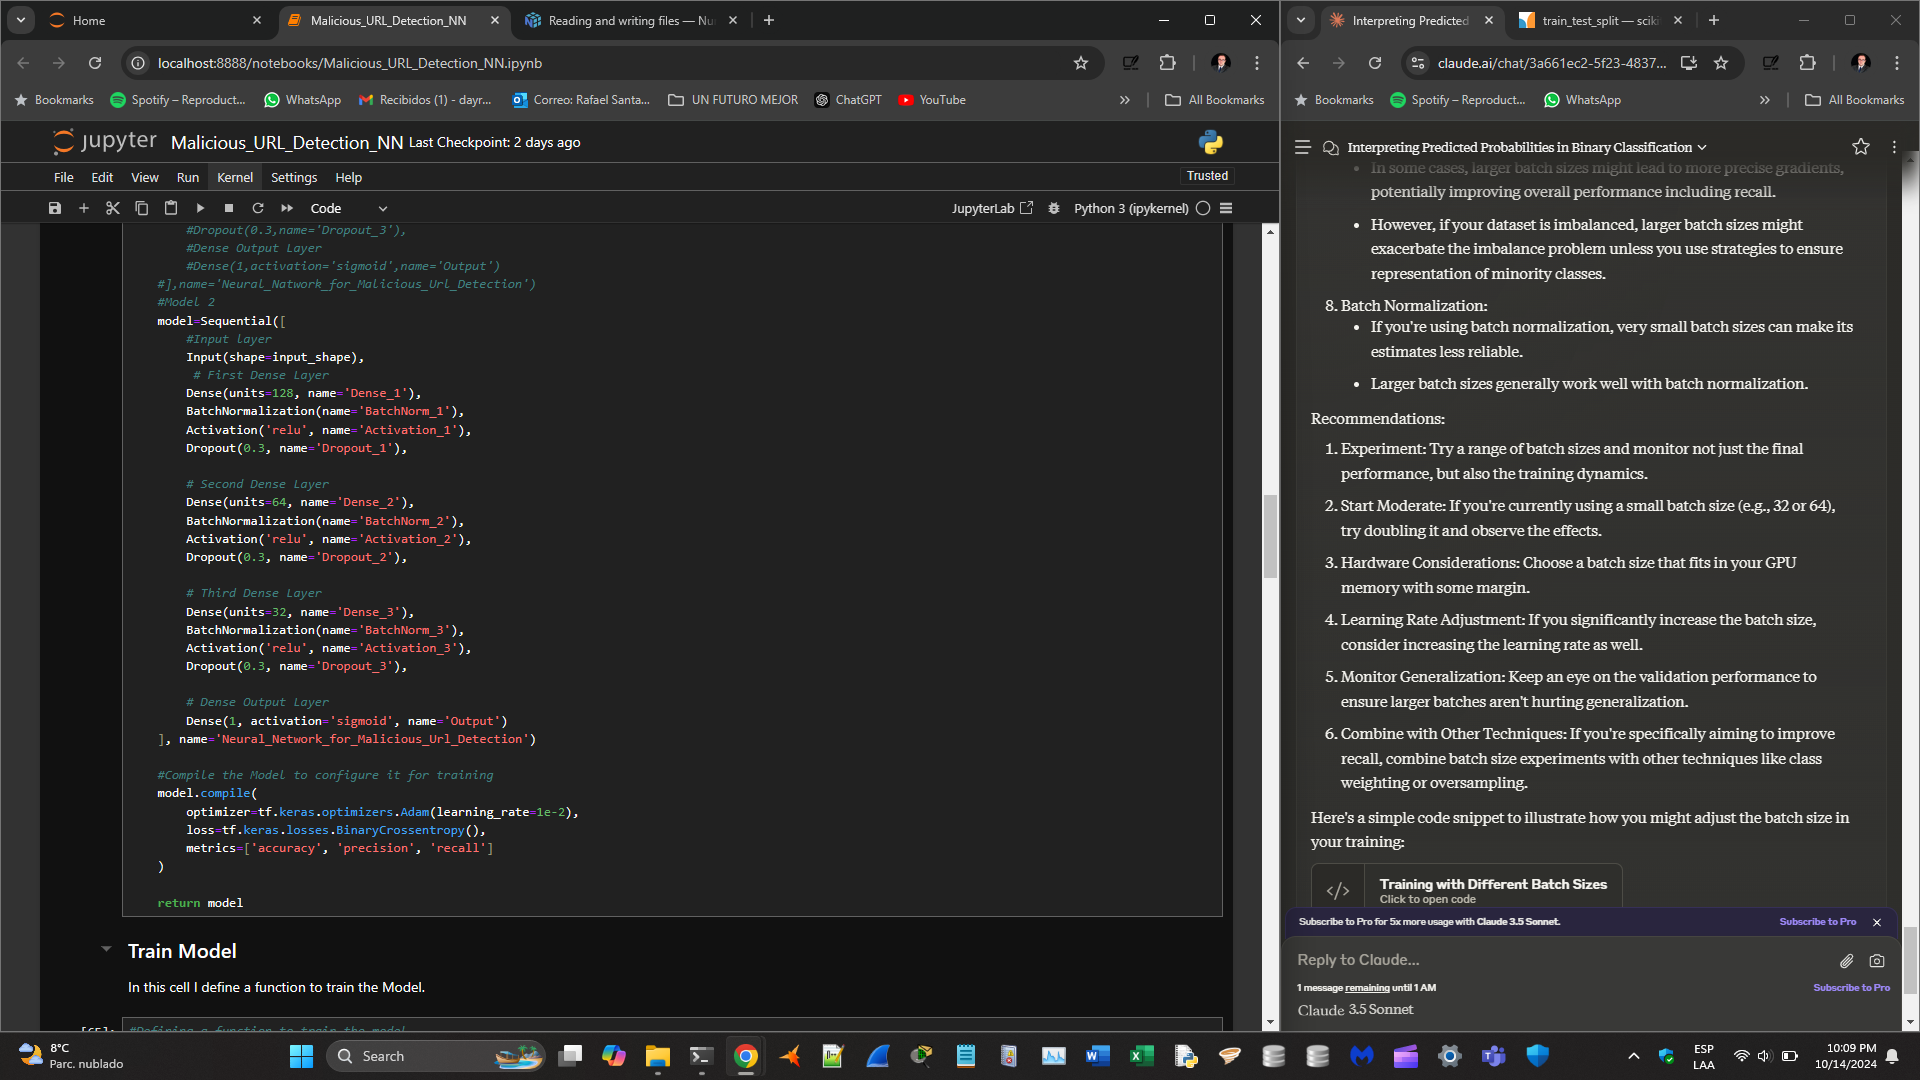 Home
Malicious_URL_Detection_NN
Reading and writing files — Nu
localhost:8888/notebooks/Malicious_URL_Detection_NN.ipynb
Bookmarks
Spotify – Reproduct...
WhatsApp
Recibidos (1) - dayr...
Correo: Rafael Santa...
UN FUTURO MEJOR
ChatGPT
YouTube
»
All Bookmarks
jupyter
Malicious_URL_Detection_NN Last Checkpoint: 2 days ago
File Edit View Run Kernel Settings Help
Trusted
Code
JupyterLab
Python 3 (ipykernel)
#Dropout(0.3,name='Dropout_3'),
#Dense Output Layer
#Dense(1,activation='sigmoid',name='Output')
#],name='Neural_Natwork_for_Malicious_Url_Detection')
#Model 2
model=Sequential([
#Input layer
Input(shape=input_shape),
# First Dense Layer
Dense(units=128, name='Dense_1'),
BatchNormalization(name='BatchNorm_1'),
Activation('relu', name='Activation_1'),
Dropout(0.3, name='Dropout_1'),
# Second Dense Layer
Dense(units=64, name='Dense_2'),
BatchNormalization(name='BatchNorm_2'),
Activation('relu', name='Activation_2'),
Dropout(0.3, name='Dropout_2'),
# Third Dense Layer
Dense(units=32, name='Dense_3'),
BatchNormalization(name='BatchNorm_3'),
Activation('relu', name='Activation_3'),
Dropout(0.3, name='Dropout_3'),
# Dense Output Layer
Dense(1, activation='sigmoid', name='Output')
], name='Neural_Network_for_Malicious_Url_Detection')
#Compile the Model to configure it for training
model.compile(
optimizer=tf.keras.optimizers.Adam(learning_rate=1e-2),
loss=tf.keras.losses.BinaryCrossentropy(),
metrics=['accuracy', 'precision', 'recall']
)
return model
Train Model
In this cell I define a function to train the Model.
#Defining a function to train the model
Interpreting Predicted
train_test_split — sciki
claude.ai/chat/3a661ec2-5f23-4837...
Bookmarks
Spotify – Reproduct...
WhatsApp
»
All Bookmarks
Interpreting Predicted Probabilities in Binary Classification
• In some cases, larger batch sizes might lead to more precise gradients,
potentially improving overall performance including recall.
• However, if your dataset is imbalanced, larger batch sizes might
exacerbate the imbalance problem unless you use strategies to ensure
representation of minority classes.
8. Batch Normalization:
• If you're using batch normalization, very small batch sizes can make its
estimates less reliable.
• Larger batch sizes generally work well with batch normalization.
Recommendations:
1. Experiment: Try a range of batch sizes and monitor not just the final
performance, but also the training dynamics.
2. Start Moderate: If you're currently using a small batch size (e.g., 32 or 64),
try doubling it and observe the effects.
3. Hardware Considerations: Choose a batch size that fits in your GPU
memory with some margin.
4. Learning Rate Adjustment: If you significantly increase the batch size,
consider increasing the learning rate as well.
5. Monitor Generalization: Keep an eye on the validation performance to
ensure larger batches aren't hurting generalization.
6. Combine with Other Techniques: If you're specifically aiming to improve
recall, combine batch size experiments with other techniques like class
weighting or oversampling.
Here's a simple code snippet to illustrate how you might adjust the batch size in
your training:
</>
Training with Different Batch Sizes
Click to open code
Subscribe to Pro for 5x more usage with Claude 3.5 Sonnet.
Subscribe to Pro
Reply to Claude...
1 message remaining until 1 AM
Subscribe to Pro
Claude 3.5 Sonnet
8°C
Parc. nublado
Search
ESP
LAA
10:09 PM
10/14/2024